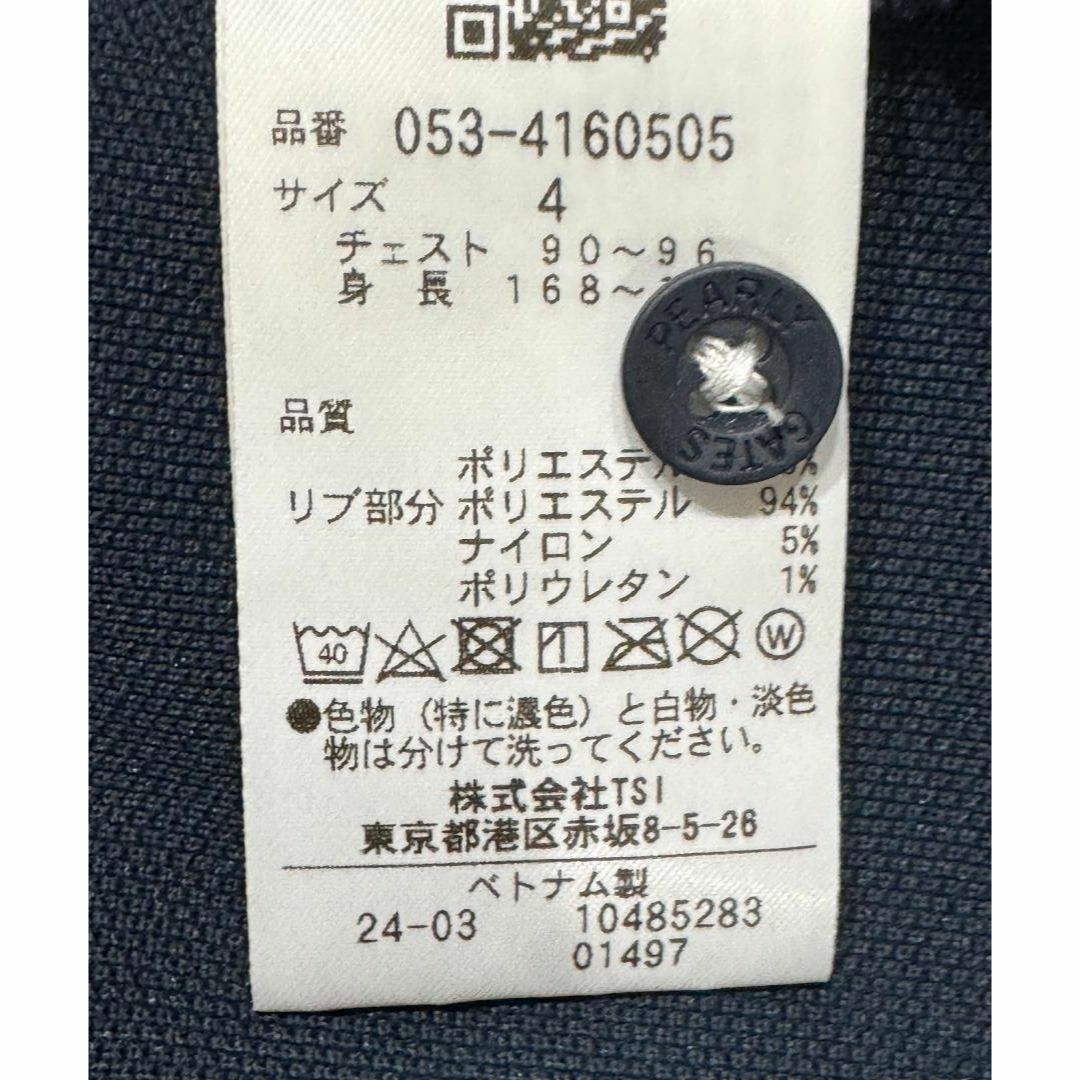 品番 053-4160505
サイズ 4
チェスト 90～96
身 長 168～
PEARLY
GATES
品質
ポリエステル %
リブ部分 ポリエステル 94%
ナイロン 5%
ポリウレタン 1%
40
W
●色物（特に濃色）と白物・淡色
物は分けて洗ってください。
株式会社TSI
東京都港区赤坂8-5-26
ベトナム製
24-03 10485283
01497